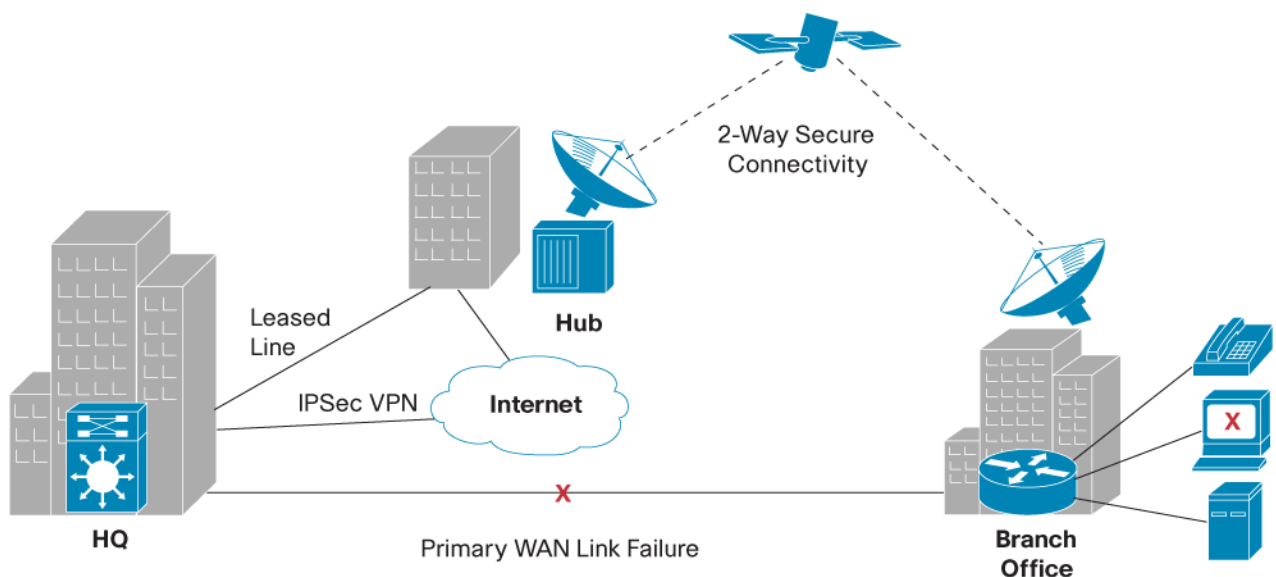 2-Way Secure
Connectivity
Hub
Leased
Line
IPSec VPN
Internet
X
X
HQ
Primary WAN Link Failure
Branch
Office